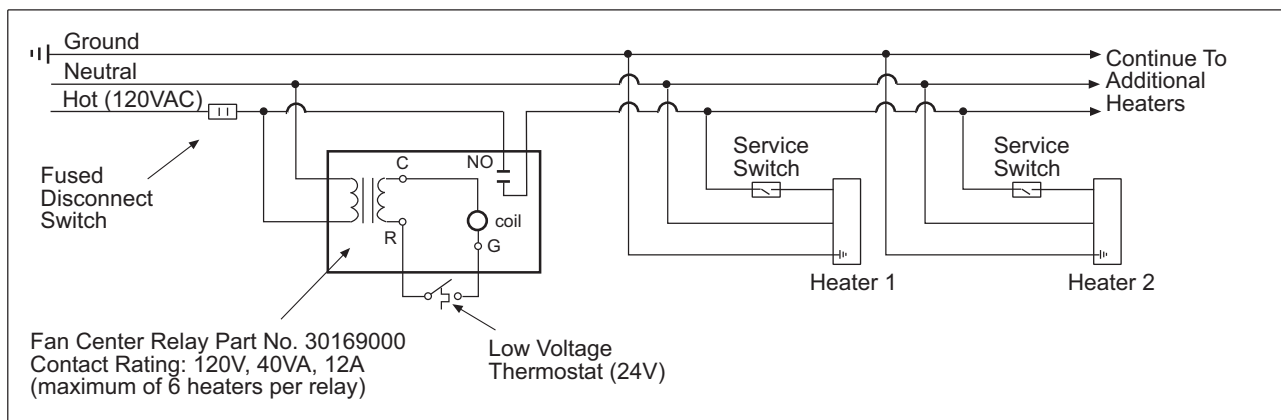 Ground
Neutral
Hot (120VAC)
Continue To
Additional
Heaters
Fused
Disconnect
Switch
C
NO
coil
R
G
Service
Switch
Service
Switch
Heater 1
Heater 2
Fan Center Relay Part No. 30169000
Contact Rating: 120V, 40VA, 12A
(maximum of 6 heaters per relay)
Low Voltage
Thermostat (24V)